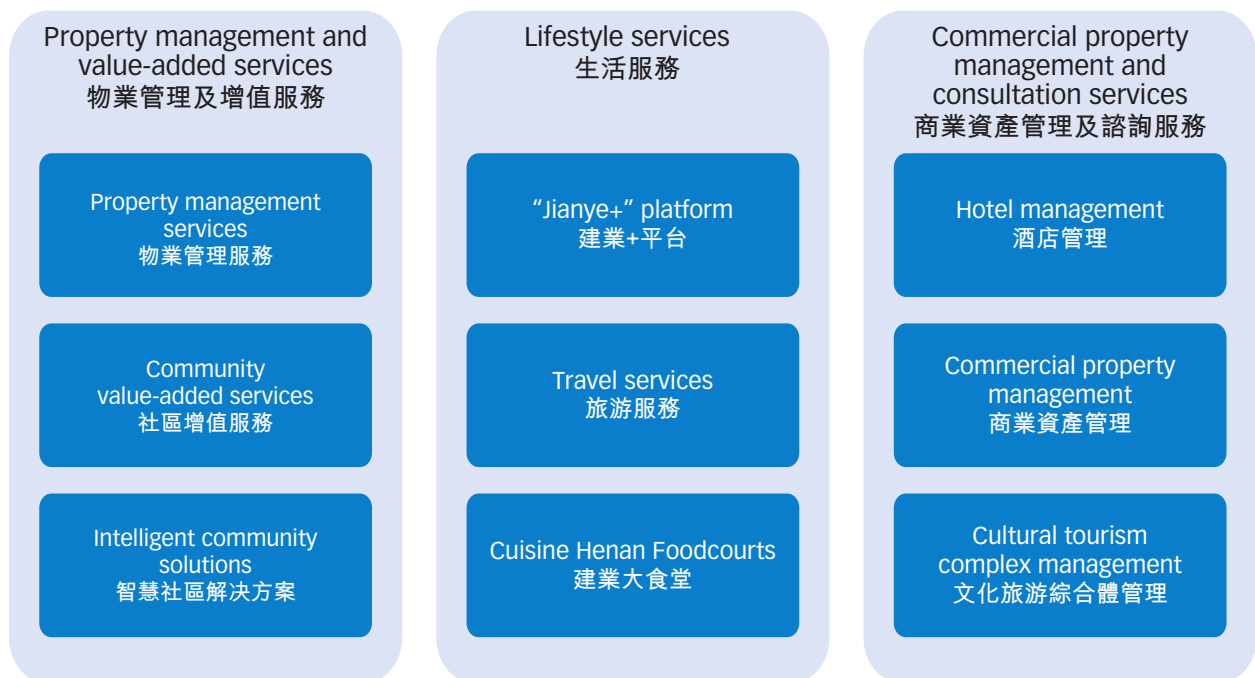 Property management and
value-added services
物業管理及增值服務
Property management
services
物業管理服務
Community
value-added services
社區增值服務
Intelligent community
solutions
智慧社區解決方案
Lifestyle services
生活服務
“Jianye+” platform
建業+平台
Travel services
旅游服務
Cuisine Henan Foodcourts
建業大食堂
Commercial property
management and
consultation services
商業資產管理及諮詢服務
Hotel management
酒店管理
Commercial property
management
商業資產管理
Cultural tourism
complex management
文化旅游綜合體管理